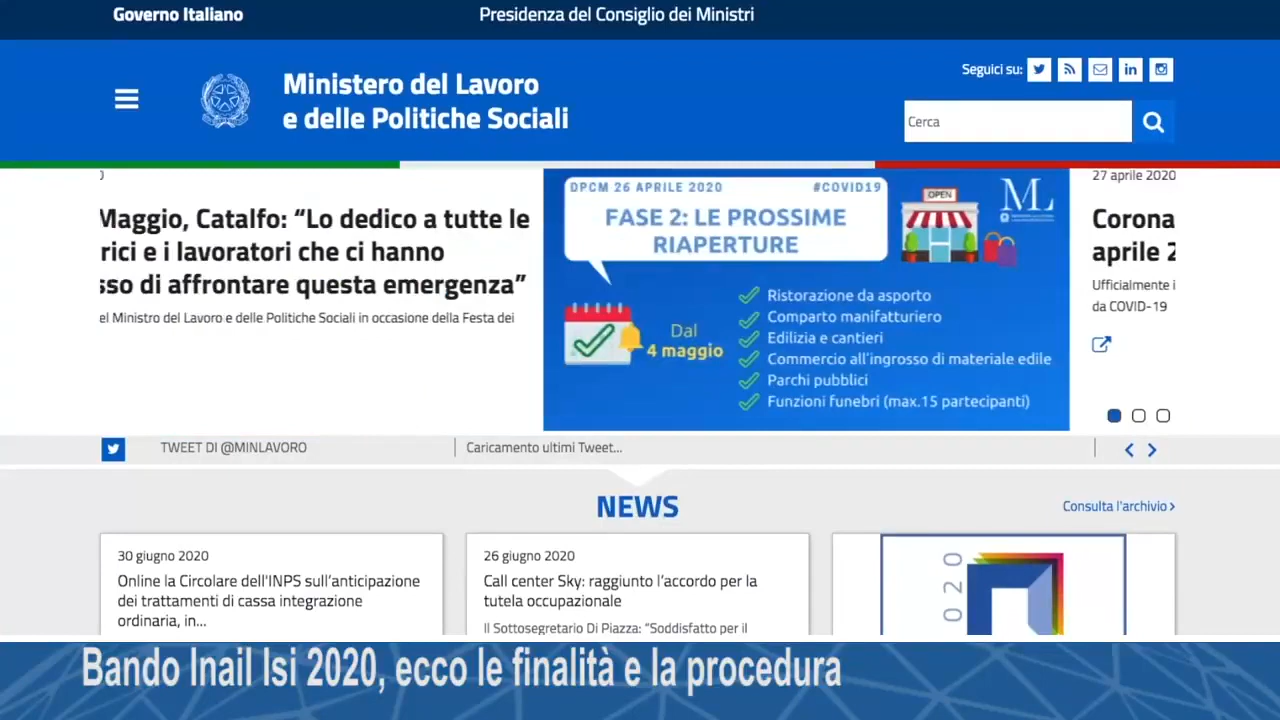 Governo Italiano
Presidenza del Consiglio dei Ministri
Ministero del Lavoro
e delle Politiche Sociali
Seguici su:
Cerca
Maggio, Catalfo: “Lo dedico a tutte le
rici e i lavoratori che ci hanno
sso di affrontare questa emergenza”
el Ministro del Lavoro e delle Politiche Sociali in occasione della Festa dei
DPCM 26 APRILE 2020 #COVID19
FASE 2: LE PROSSIME
RIAPERTURE
OPEN
ML
Dal
4 maggio
Ristorazione da asporto
Comparto manifatturiero
Edilizia e cantieri
Commercio all'ingrosso di materiale edile
Parchi pubblici
Funzioni funebri (max.15 partecipanti)
27 aprile 2020
Corona
aprile 2
Ufficialmente i
da COVID-19
TWEET DI @MINLAVORO
Caricamento ultimi Tweet...
NEWS
Consulta l'archivio
30 giugno 2020
Online la Circolare dell'INPS sull’anticipazione
dei trattamenti di cassa integrazione
ordinaria, in...
26 giugno 2020
Call center Sky: raggiunto l’accordo per la
tutela occupazionale
Il Sottosegretario Di Piazza: “Soddisfatto per il
020
Bando Inail Isi 2020, ecco le finalità e la procedura